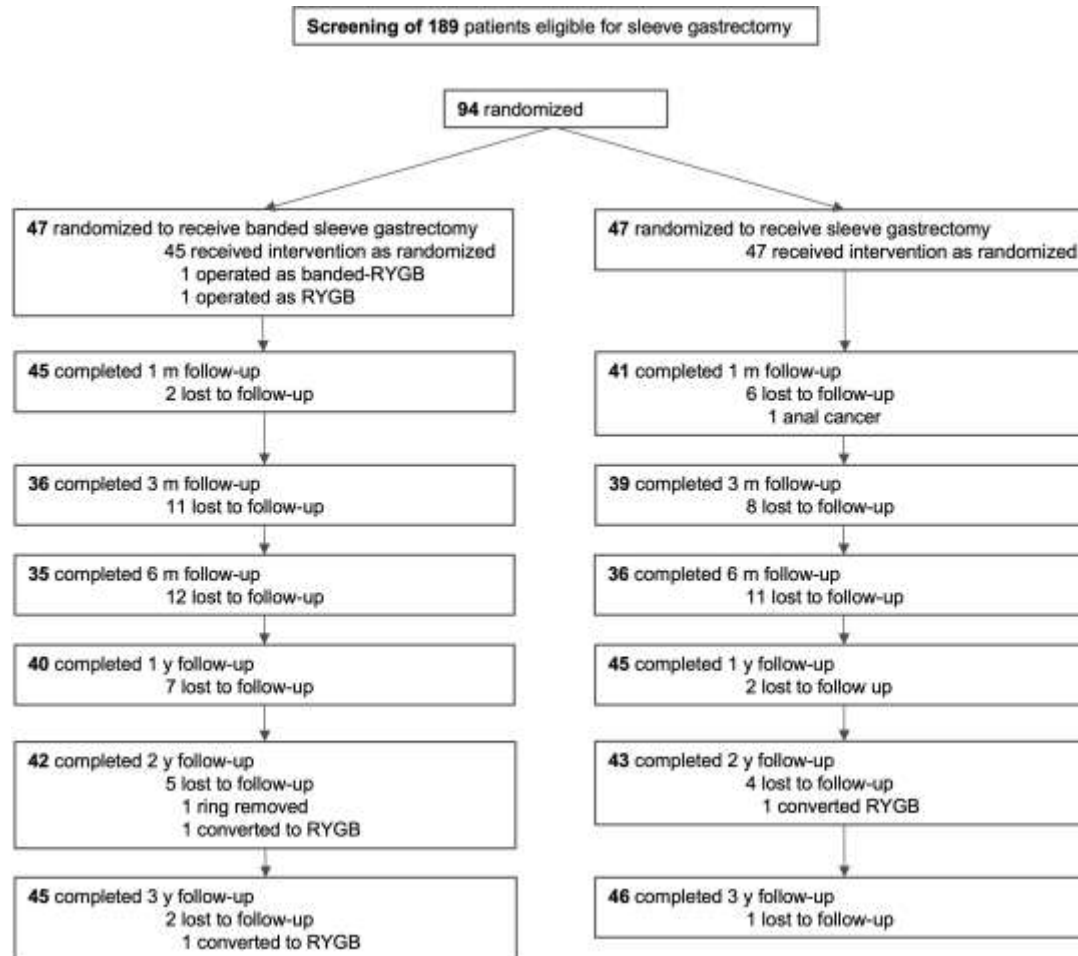 Screening of 189 patients eligible for sleeve gastrectomy
94 randomized
47 randomized to receive banded sleeve gastrectomy
45 received intervention as randomized
1 operated as banded-RYGB
1 operated as RYGB
47 randomized to receive sleeve gastrectomy
47 received intervention as randomized
45 completed 1 m follow-up
2 lost to follow-up
41 completed 1 m follow-up
6 lost to follow-up
1 anal cancer
36 completed 3 m follow-up
11 lost to follow-up
39 completed 3 m follow-up
8 lost to follow-up
35 completed 6 m follow-up
12 lost to follow-up
36 completed 6 m follow-up
11 lost to follow-up
40 completed 1 y follow-up
7 lost to follow-up
45 completed 1 y follow-up
2 lost to follow up
42 completed 2 y follow-up
5 lost to follow-up
1 ring removed
1 converted to RYGB
43 completed 2 y follow-up
4 lost to follow-up
1 converted RYGB
45 completed 3 y follow-up
2 lost to follow-up
1 converted to RYGB
46 completed 3 y follow-up
1 lost to follow-up